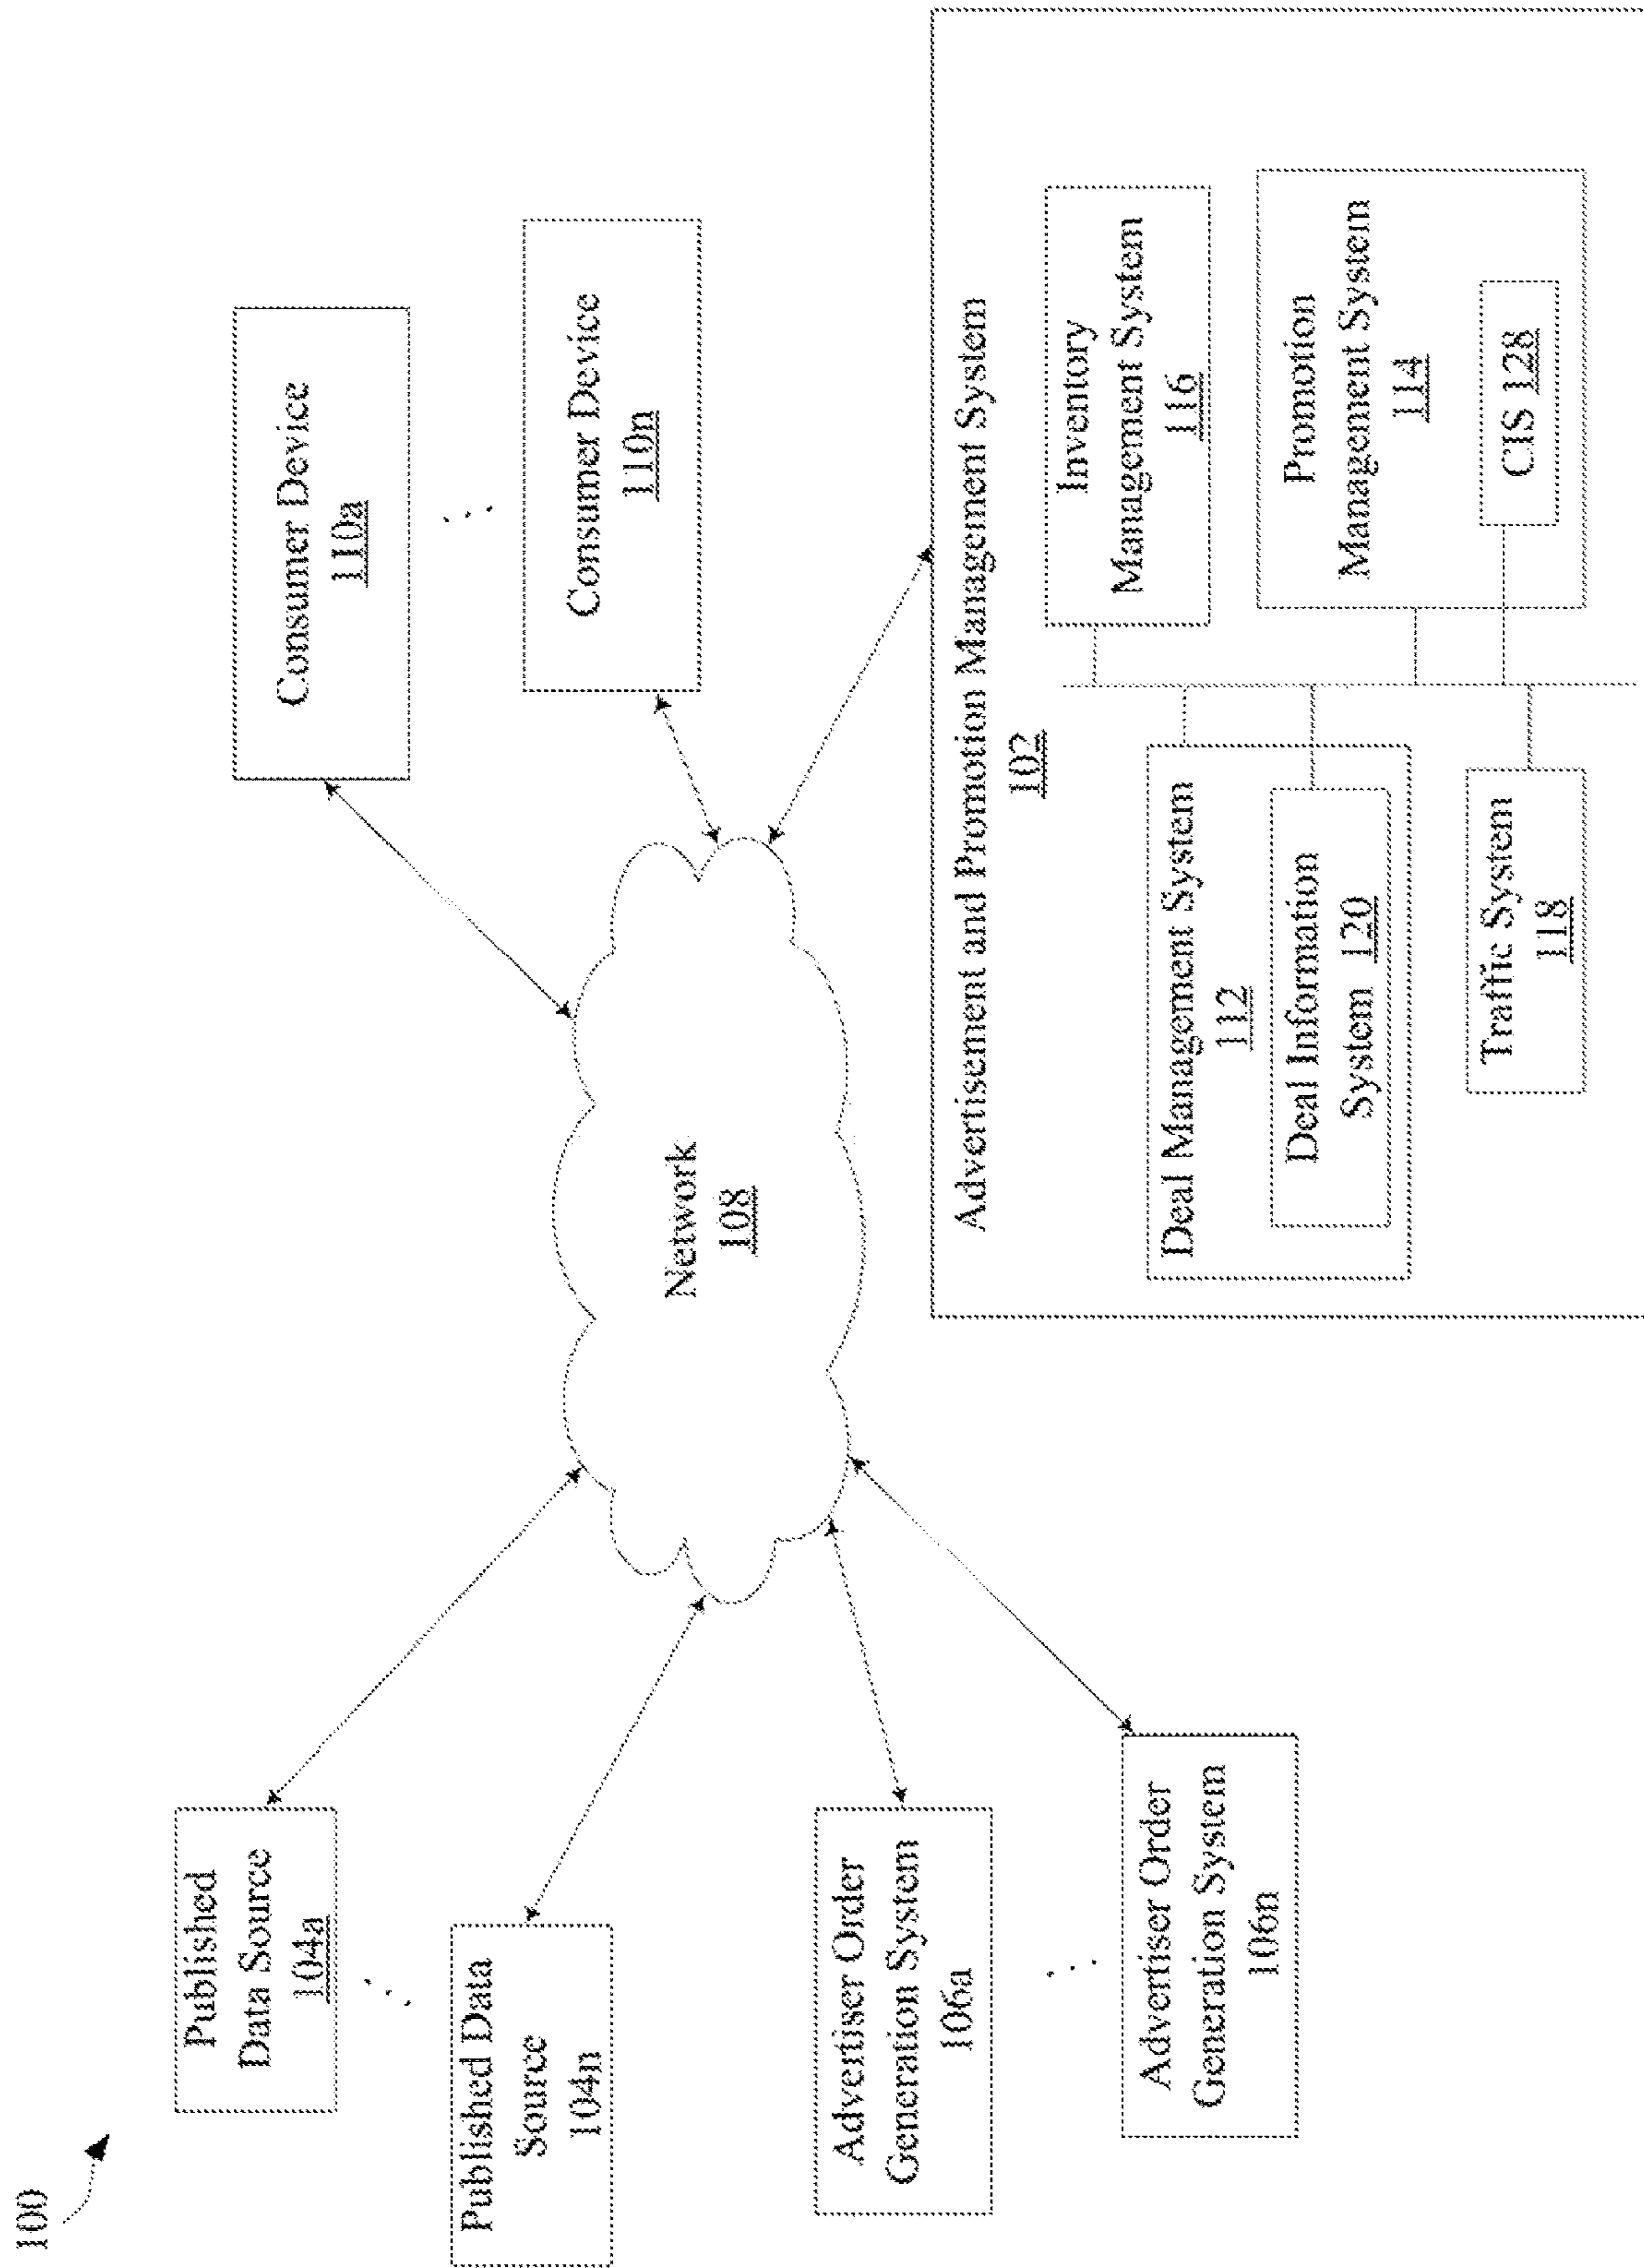 100
Published
Data Source
104a
Published Data
Source
104n
Advertiser Order
Generation System
106a
Advertiser Order
Generation System
106n
Network
108
Consumer Device
110a
Consumer Device
110n
Advertisement and Promotion Management System
102
Deal Management System
112
Deal Information
System 120
Traffic System
118
Inventory
Management System
116
Promotion
Management System
114
CIS 128